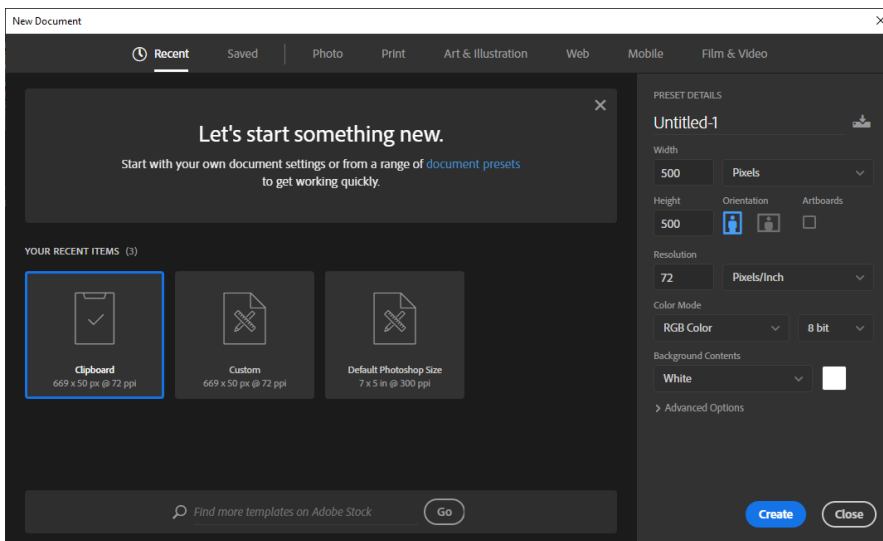 New Document
Recent Saved Photo Print Art & Illustration Web Mobile Film & Video
Let's start something new.
Start with your own document settings or from a range of document presets
to get working quickly.
YOUR RECENT ITEMS (3)
Clipboard
669 x 50 px @ 72 ppi
Custom
669 x 50 px @ 72 ppi
Default Photoshop Size
7 x 5 in @ 300 ppi
Find more templates on Adobe Stock Go
PRESET DETAILS
Untitled-1
Width
500 Pixels
Height Orientation Artboards
500
Resolution
72 Pixels/Inch
Color Mode
RGB Color 8 bit
Background Contents
White
Advanced Options
Create Close